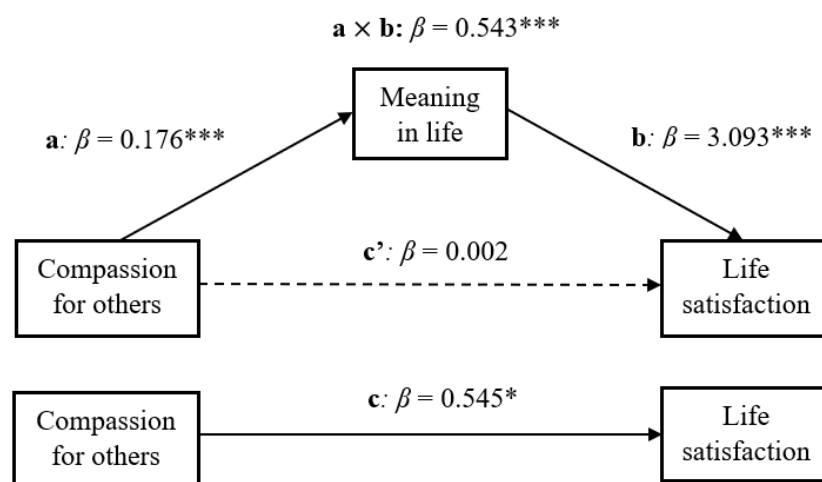 a × b: β = 0.543***
Meaning
in life
a: β = 0.176***
b: β = 3.093***
Compassion
for others
c’: β = 0.002
Life
satisfaction
Compassion
for others
c: β = 0.545*
Life
satisfaction